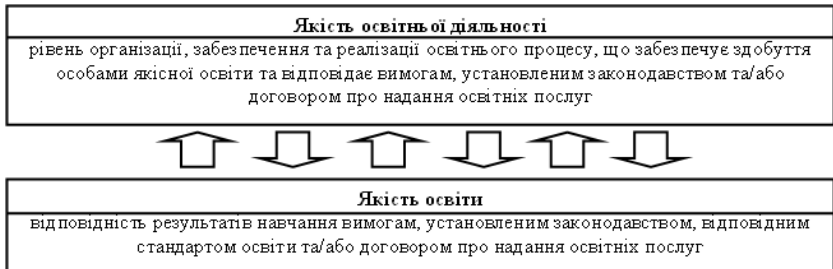 Якість освітньої діяльності
рівень організації, забезпечення та реалізації освітнього процесу, що забезпечує здобуття
особами якісної освіти та відповідає вимогам, установленим законодавством та/або
договором про надання освітніх послуг
Якість освіти
відповідність результатів навчання вимогам, установленим законодавством, відповідним
стандартом освіти та/або договором про надання освітніх послуг